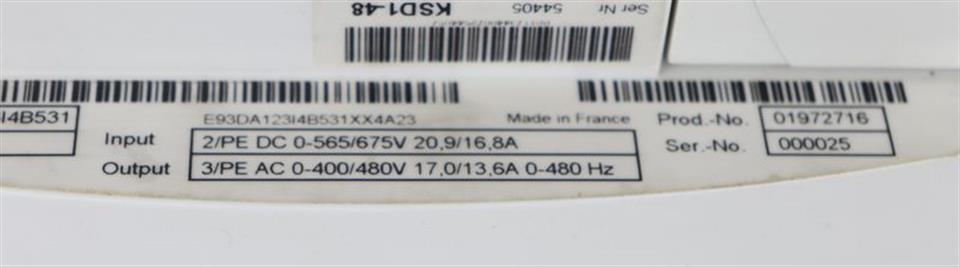 Ser Nr 54405 KSD1-48
I4B531
E93DA123I4B531XX4A23 Made in France
Input 2/PE DC 0-565/675V 20,9/16,8A
Output 3/PE AC 0-400/480V 17,0/13,6A 0-480 Hz
Prod.-No. 01972716
Ser.-No. 000025